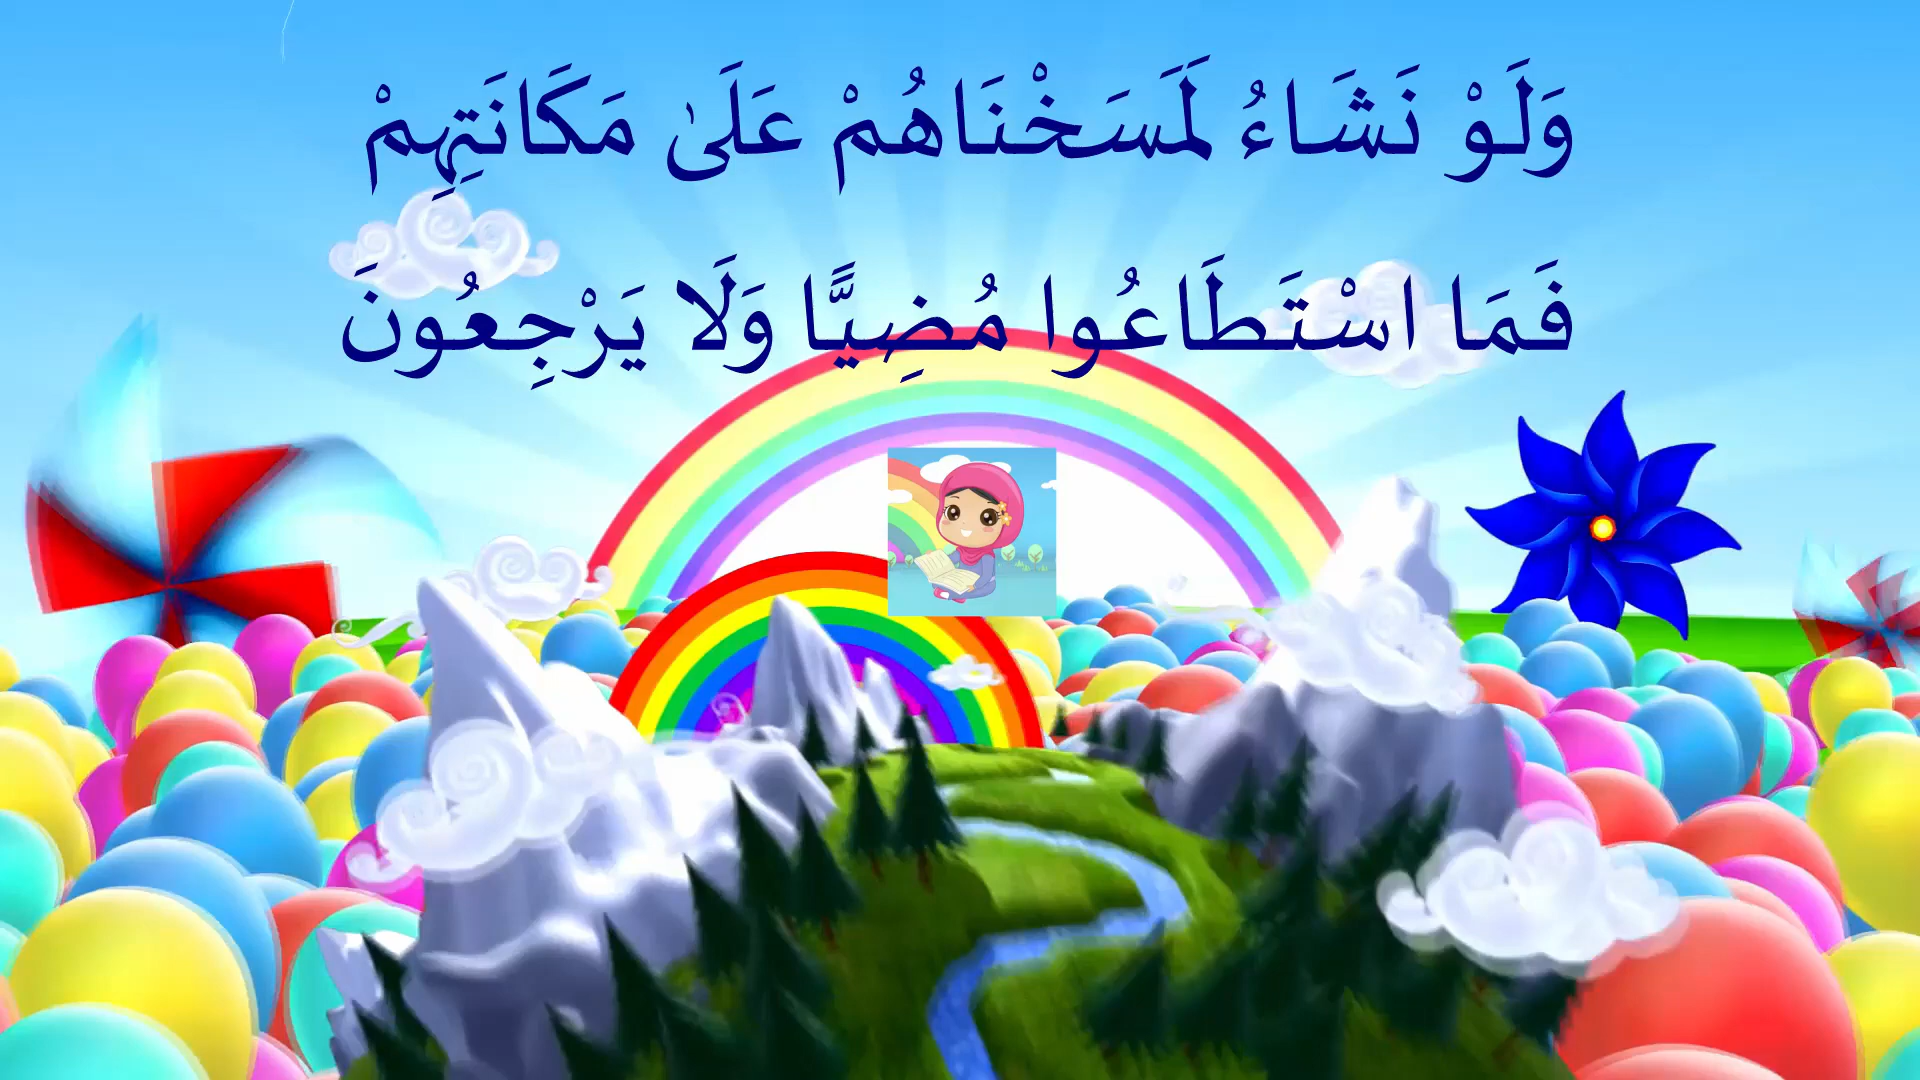 وَلَوْ نَشَاءُ لَمَسَخْنَاهُمْ عَلَىٰ مَكَانَتِهِمْ
فَمَا اسْتَطَاعُوا مُضِيًّا وَلَا يَرْجِعُونَ